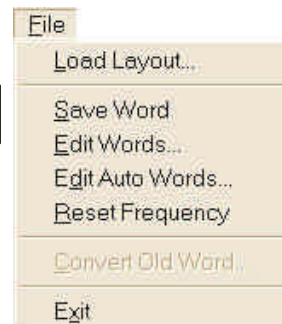 File
Load Layout...
Save Word
Edit Words...
Edit Auto Words...
Reset Frequency
Convert Old Word...
Exit